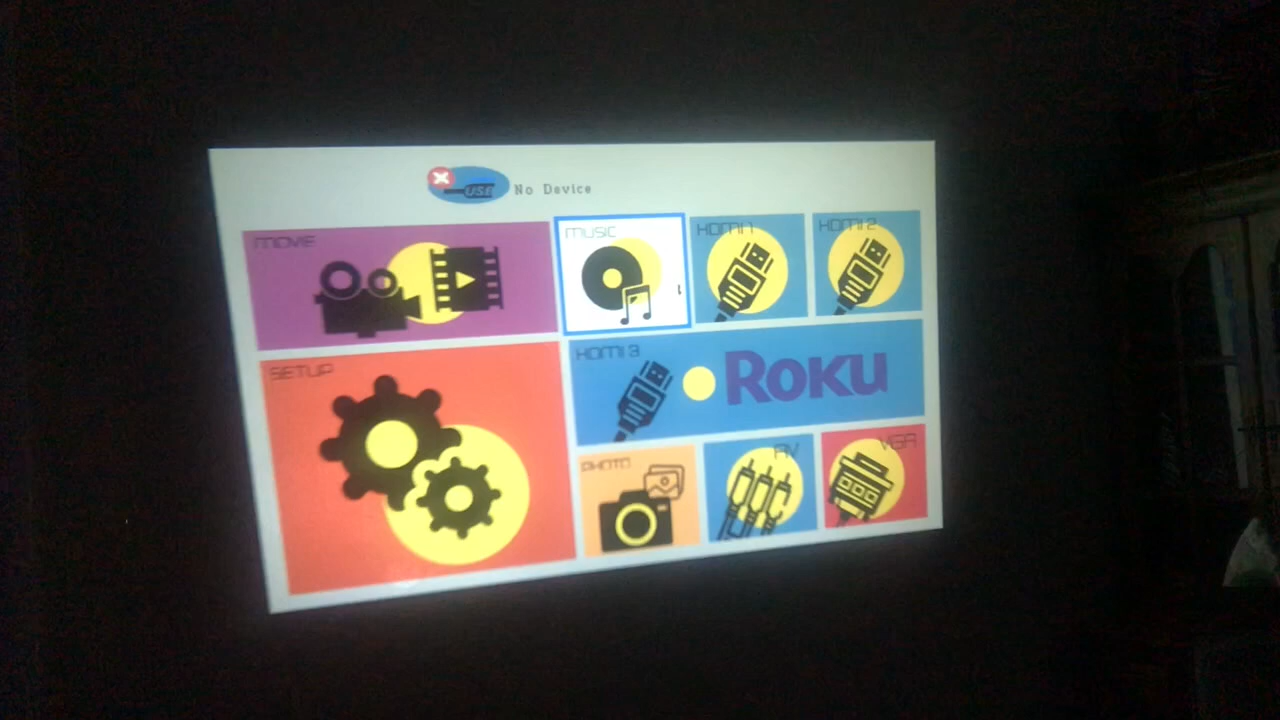 USB No Device
MOVIE
MUSIC
HDMI 1
HDMI 2
SETUP
HDMI 3
ROKU
PHOTO
AV
VGA